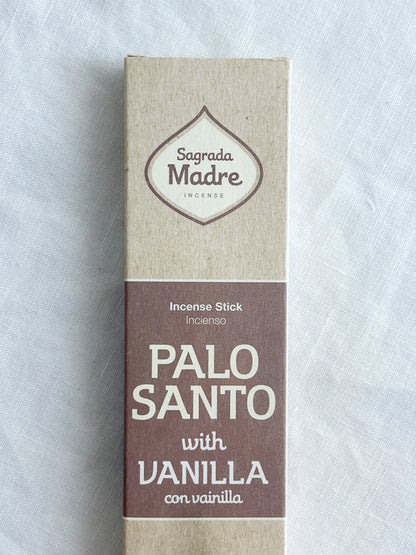 Sagrada
Madre
INCENSE
Incense Stick
Incienso
PALO
SANTO
with
VANILLA
con vainilla